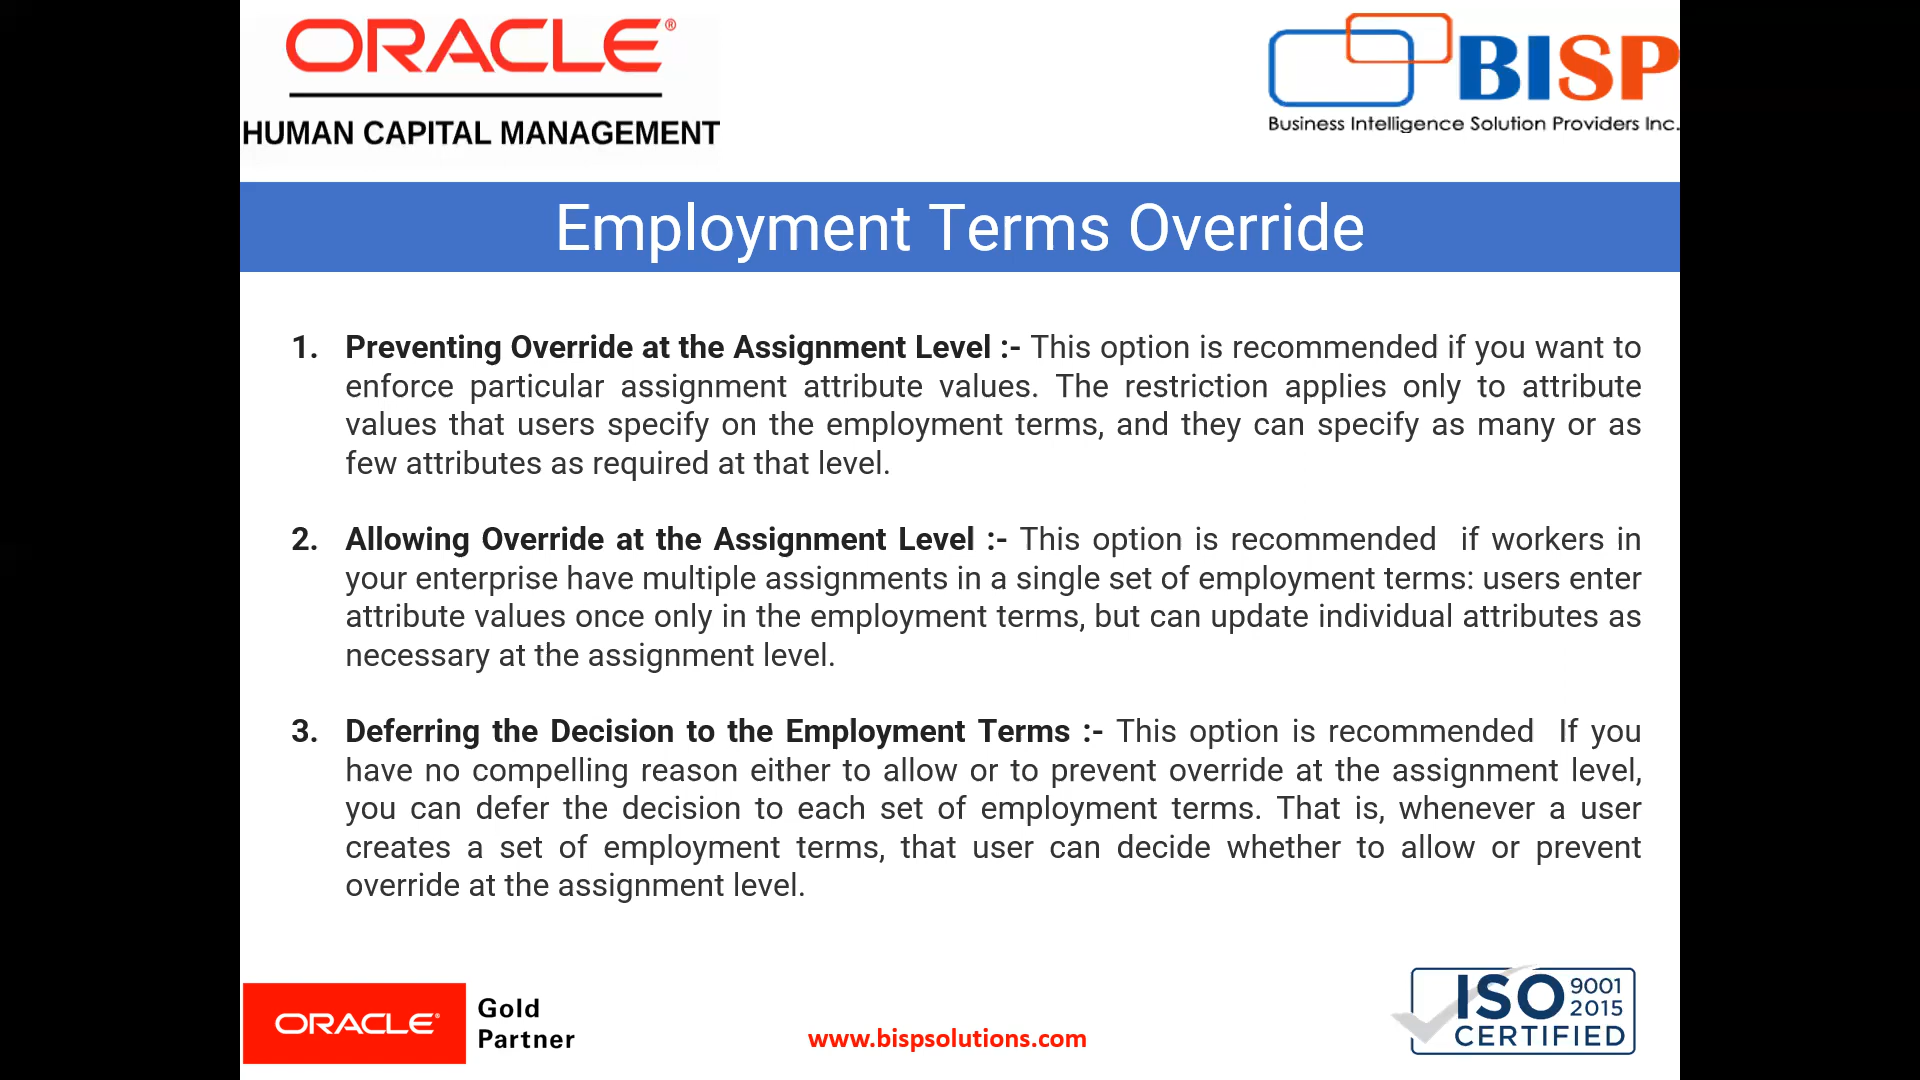 ORACLE®
HUMAN CAPITAL MANAGEMENT
BISP
Business Intelligence Solution Providers Inc.
Employment Terms Override
1. Preventing Override at the Assignment Level :- This option is recommended if you want to
enforce particular assignment attribute values. The restriction applies only to attribute
values that users specify on the employment terms, and they can specify as many or as
few attributes as required at that level.
2. Allowing Override at the Assignment Level :- This option is recommended if workers in
your enterprise have multiple assignments in a single set of employment terms: users enter
attribute values once only in the employment terms, but can update individual attributes as
necessary at the assignment level.
3. Deferring the Decision to the Employment Terms :- This option is recommended If you
have no compelling reason either to allow or to prevent override at the assignment level,
you can defer the decision to each set of employment terms. That is, whenever a user
creates a set of employment terms, that user can decide whether to allow or prevent
override at the assignment level.
ORACLE®
Gold
Partner
www.bispsolutions.com
ISO 9001
2015
CERTIFIED